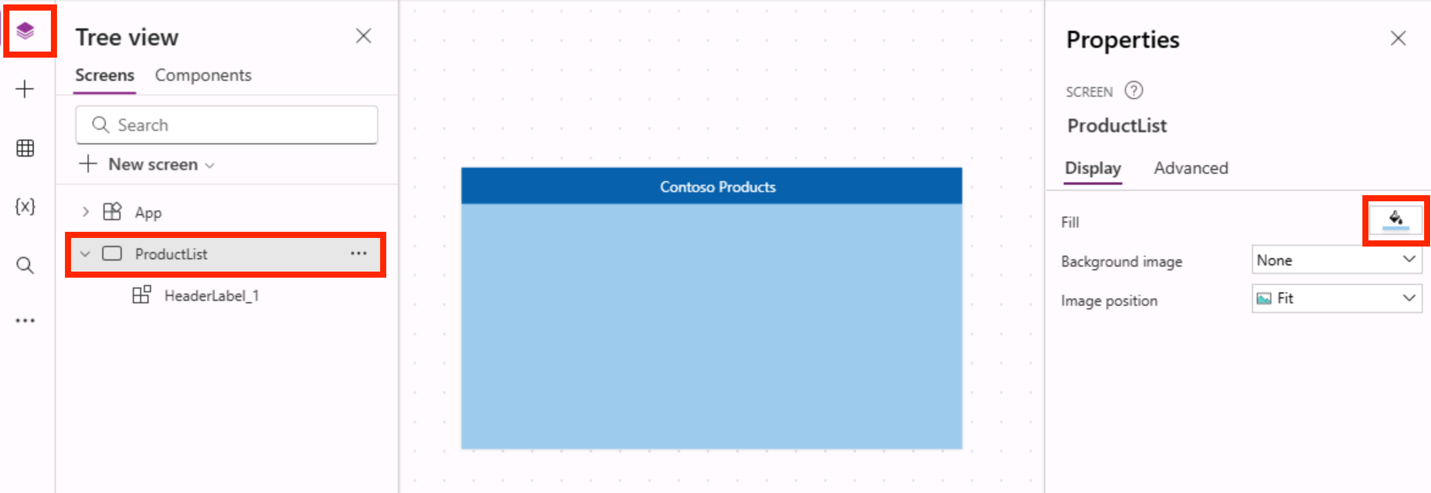 Tree view
Screens Components
Search
New screen
{x}
App
ProductList
HeaderLabel_1
Contoso Products
Properties
SCREEN ?
ProductList
Display Advanced
Fill
Background image None
Image position Fit